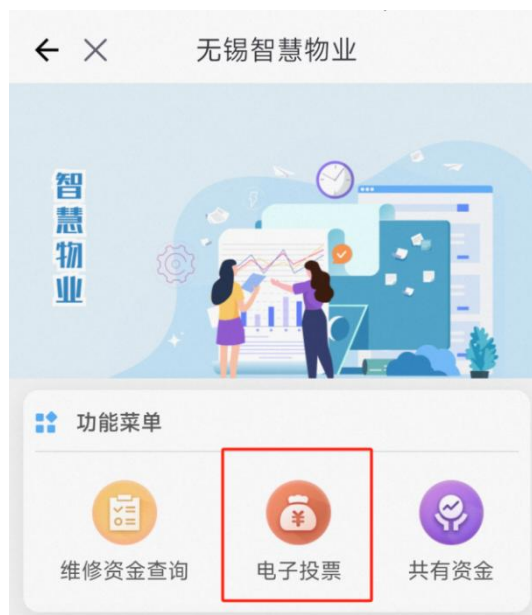 无锡智慧物业
智慧物业
功能菜单
维修资金查询
电子投票
共有资金